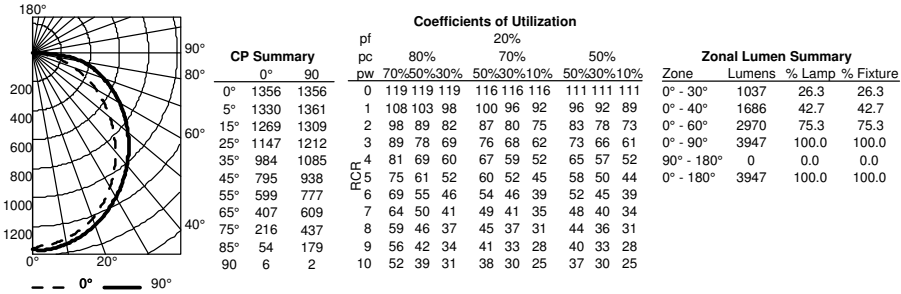 180°
90°
80°
200
400
60°
600
800
1000
40°
1200
0° 20°
0° 90°
CP Summary
0° 90
0° 1356 1356
5° 1330 1361
15° 1269 1309
25° 1147 1212
35° 984 1085
45° 795 938
55° 599 777
65° 407 609
75° 216 437
85° 54 179
90 6 2
Coefficients of Utilization
pf 20%
pc 80% 70% 50%
pw 70%50%30% 50%30%10% 50%30%10%
RCR
0 119 119 119 116 116 116 111 111 111
1 108 103 98 100 96 92 96 92 89
2 98 89 82 87 80 75 83 78 73
3 89 78 69 76 68 62 73 66 61
4 81 69 60 67 59 52 65 57 52
5 75 61 52 60 52 45 58 50 44
6 69 55 46 54 46 39 52 45 39
7 64 50 41 49 41 35 48 40 34
8 59 46 37 45 37 31 44 36 31
9 56 42 34 41 33 28 40 33 28
10 52 39 31 38 30 25 37 30 25
Zonal Lumen Summary
Zone Lumens % Lamp % Fixture
0° - 30° 1037 26.3 26.3
0° - 40° 1686 42.7 42.7
0° - 60° 2970 75.3 75.3
0° - 90° 3947 100.0 100.0
90° - 180° 0 0.0 0.0
0° - 180° 3947 100.0 100.0